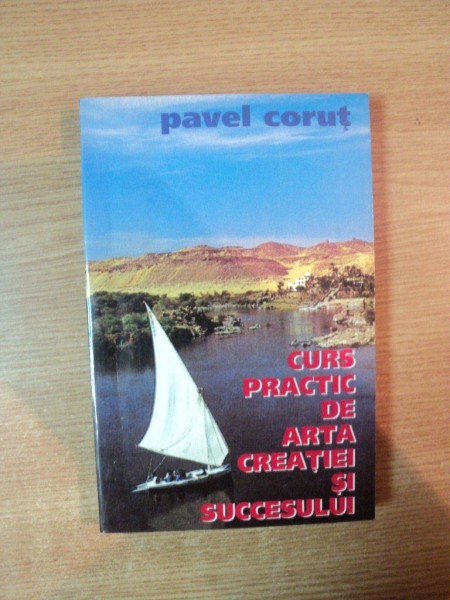 pavel coruț
CURS
PRACTIC
DE
ARTA
CREAȚIEI
ȘI
SUCCESULUI